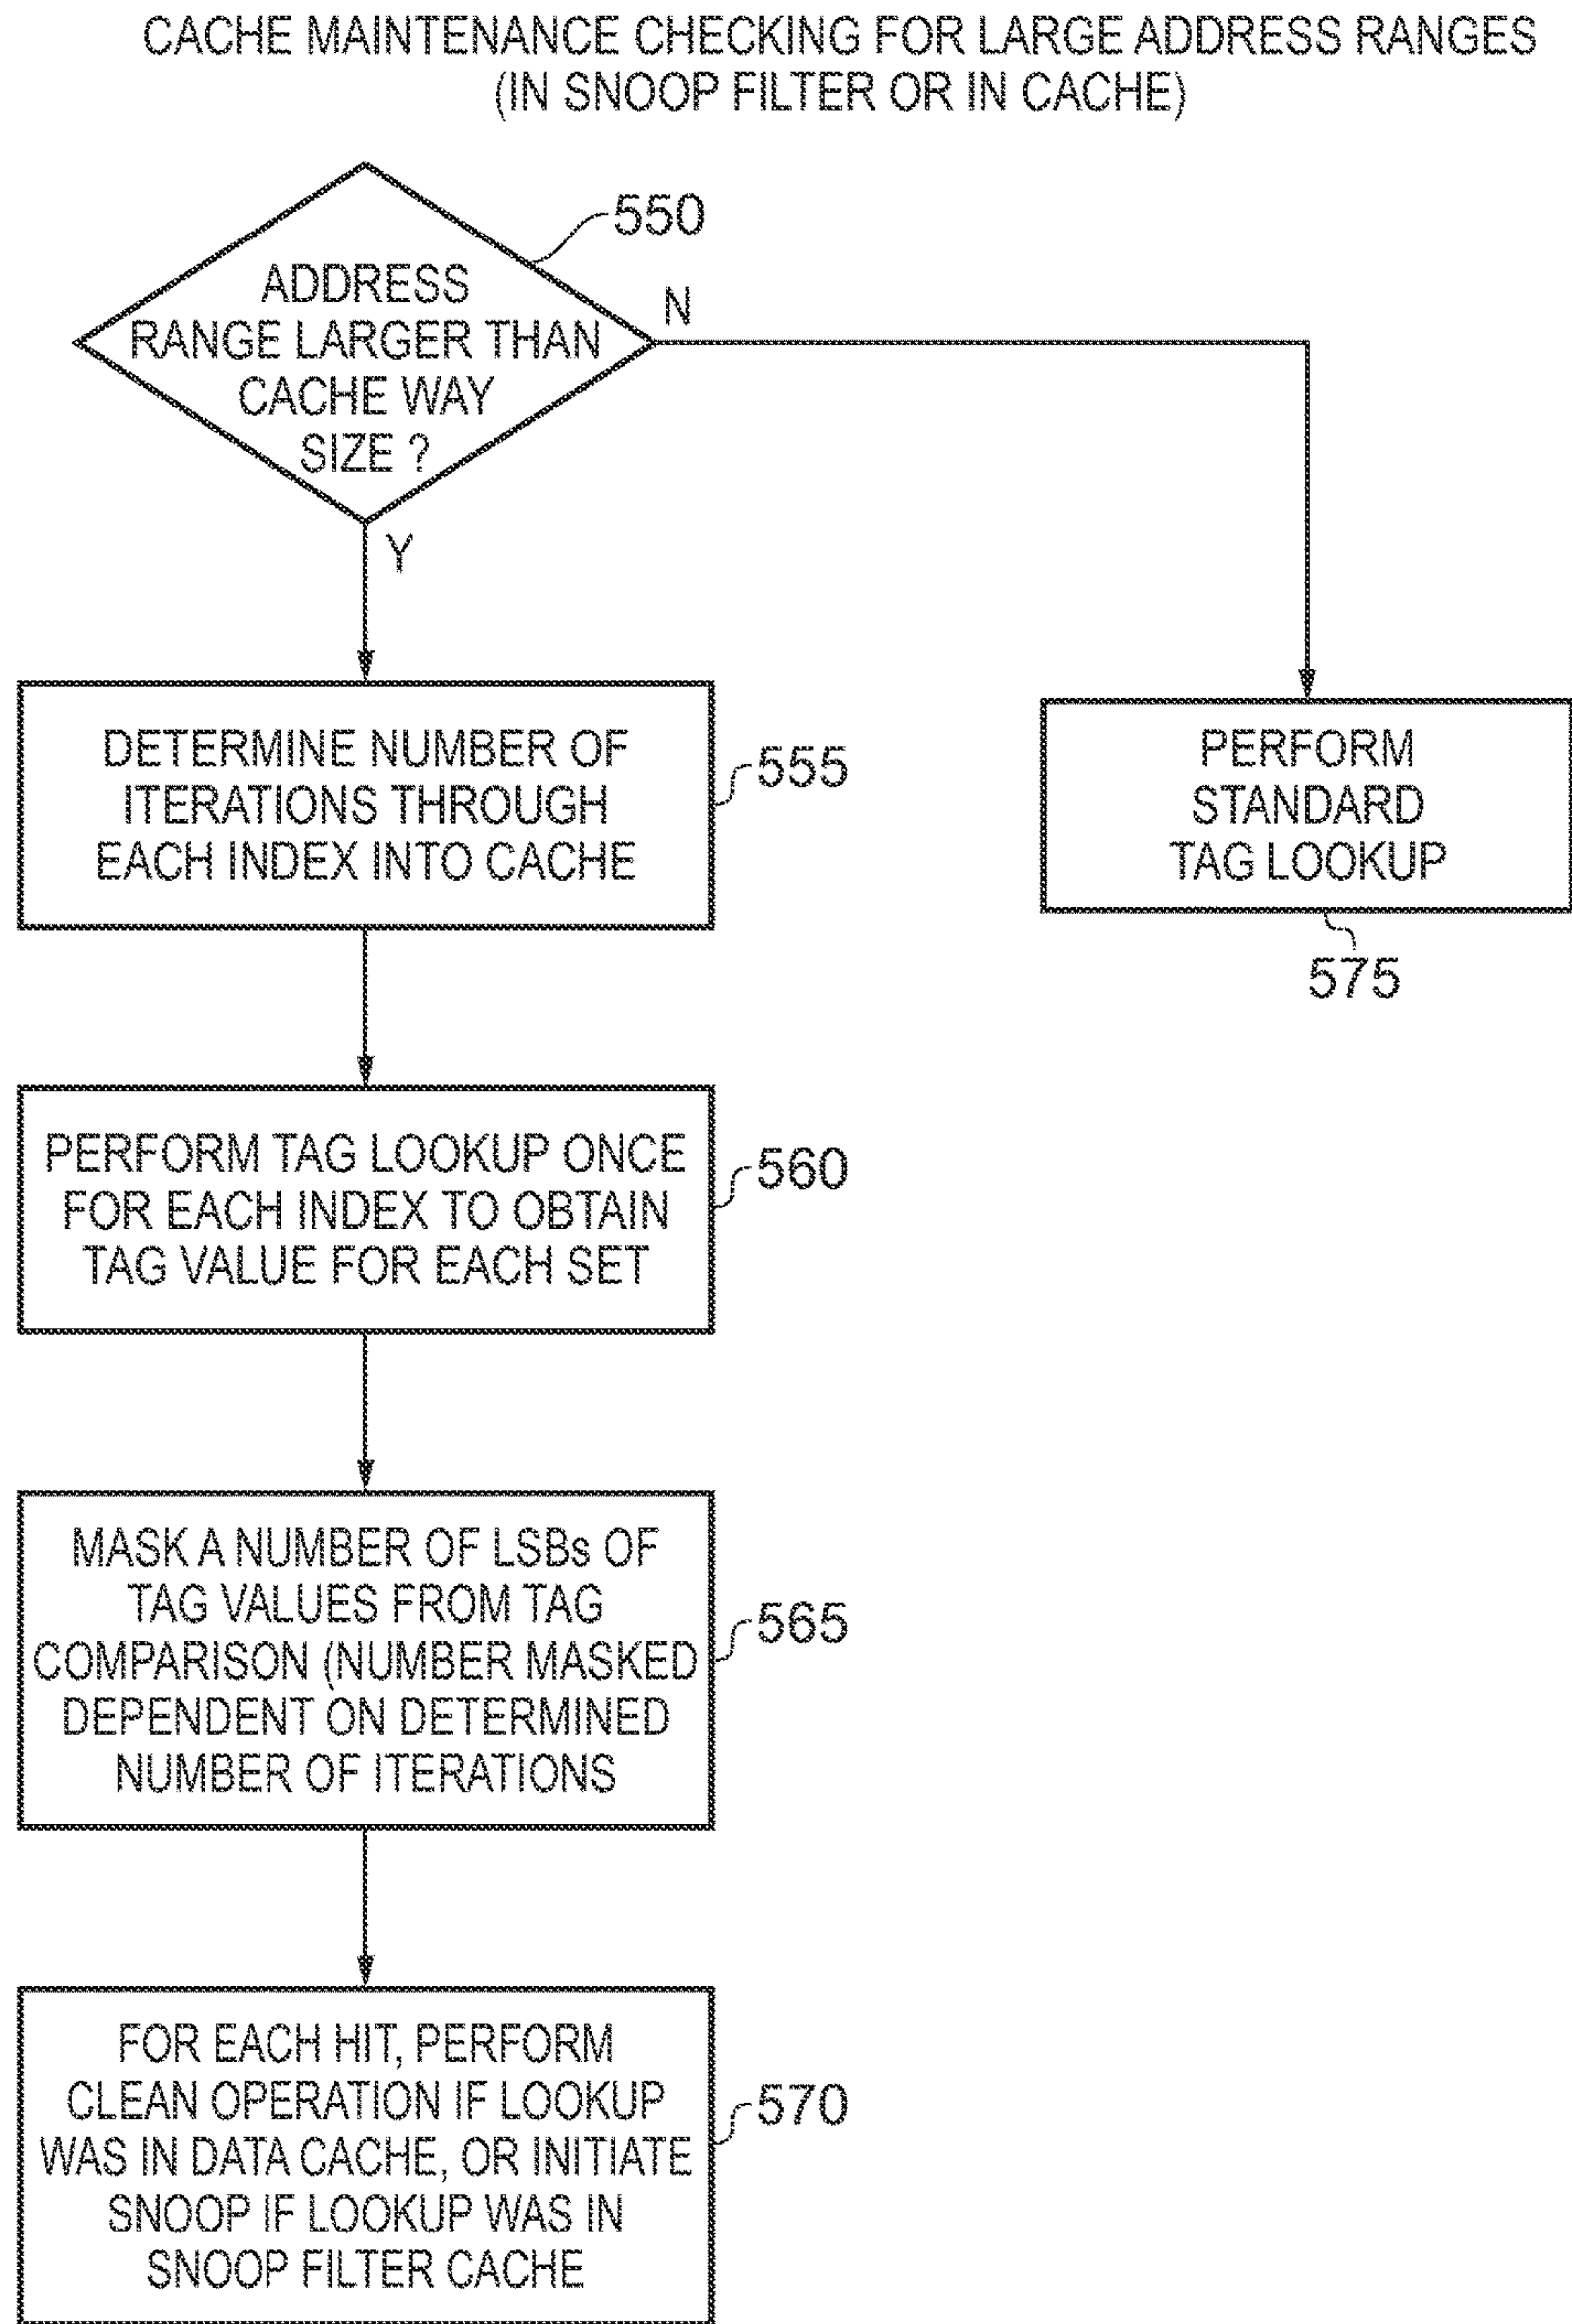 CACHE MAINTENANCE CHECKING FOR LARGE ADDRESS RANGES
(IN SNOOP FILTER OR IN CACHE)
550
ADDRESS
RANGE LARGER THAN
CACHE WAY
SIZE ?
N
Y
DETERMINE NUMBER OF
ITERATIONS THROUGH
EACH INDEX INTO CACHE
555
PERFORM
STANDARD
TAG LOOKUP
575
PERFORM TAG LOOKUP ONCE
FOR EACH INDEX TO OBTAIN
TAG VALUE FOR EACH SET
560
MASK A NUMBER OF LSBs OF
TAG VALUES FROM TAG
COMPARISON (NUMBER MASKED
DEPENDENT ON DETERMINED
NUMBER OF ITERATIONS
565
FOR EACH HIT, PERFORM
CLEAN OPERATION IF LOOKUP
WAS IN DATA CACHE, OR INITIATE
SNOOP IF LOOKUP WAS IN
SNOOP FILTER CACHE
570